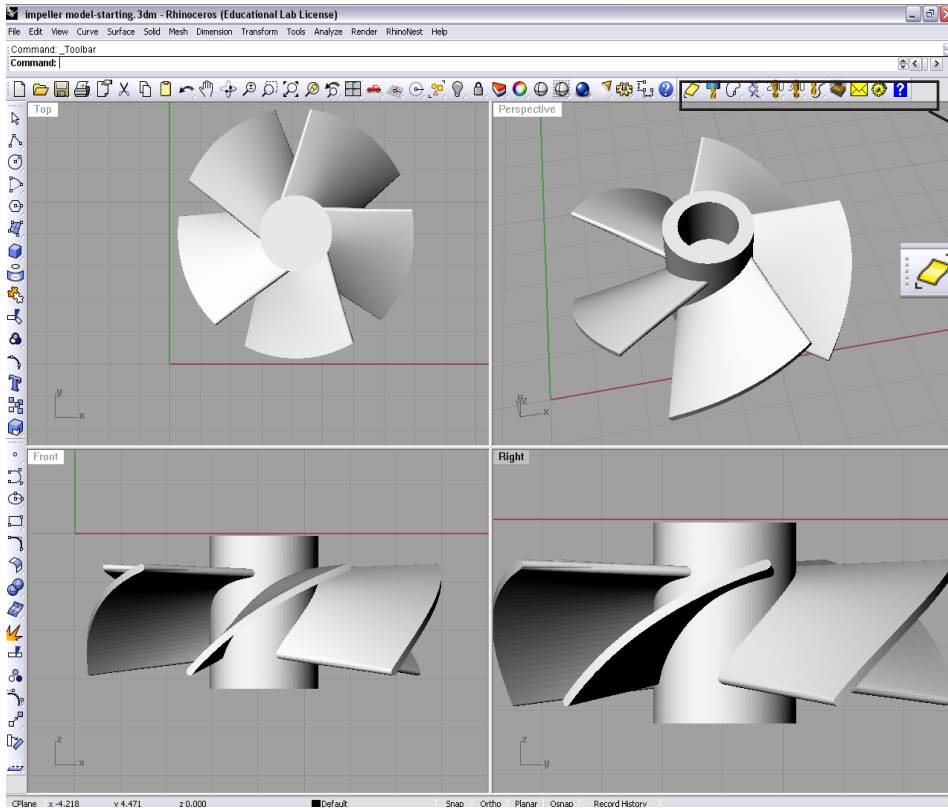 impeller model-starting.3dm - Rhinoceros (Educational Lab License)
File Edit View Curve Surface Solid Mesh Dimension Transform Tools Analyze Render RhinoNest Help
Command: _Toolbar
Command:
Top
Perspective
y
x
z
y
x
Front
Right
z
x
z
y
CPlane x -4.218 y 4.471 z 0.000 Default Snap Ortho Planar Osnap Record History